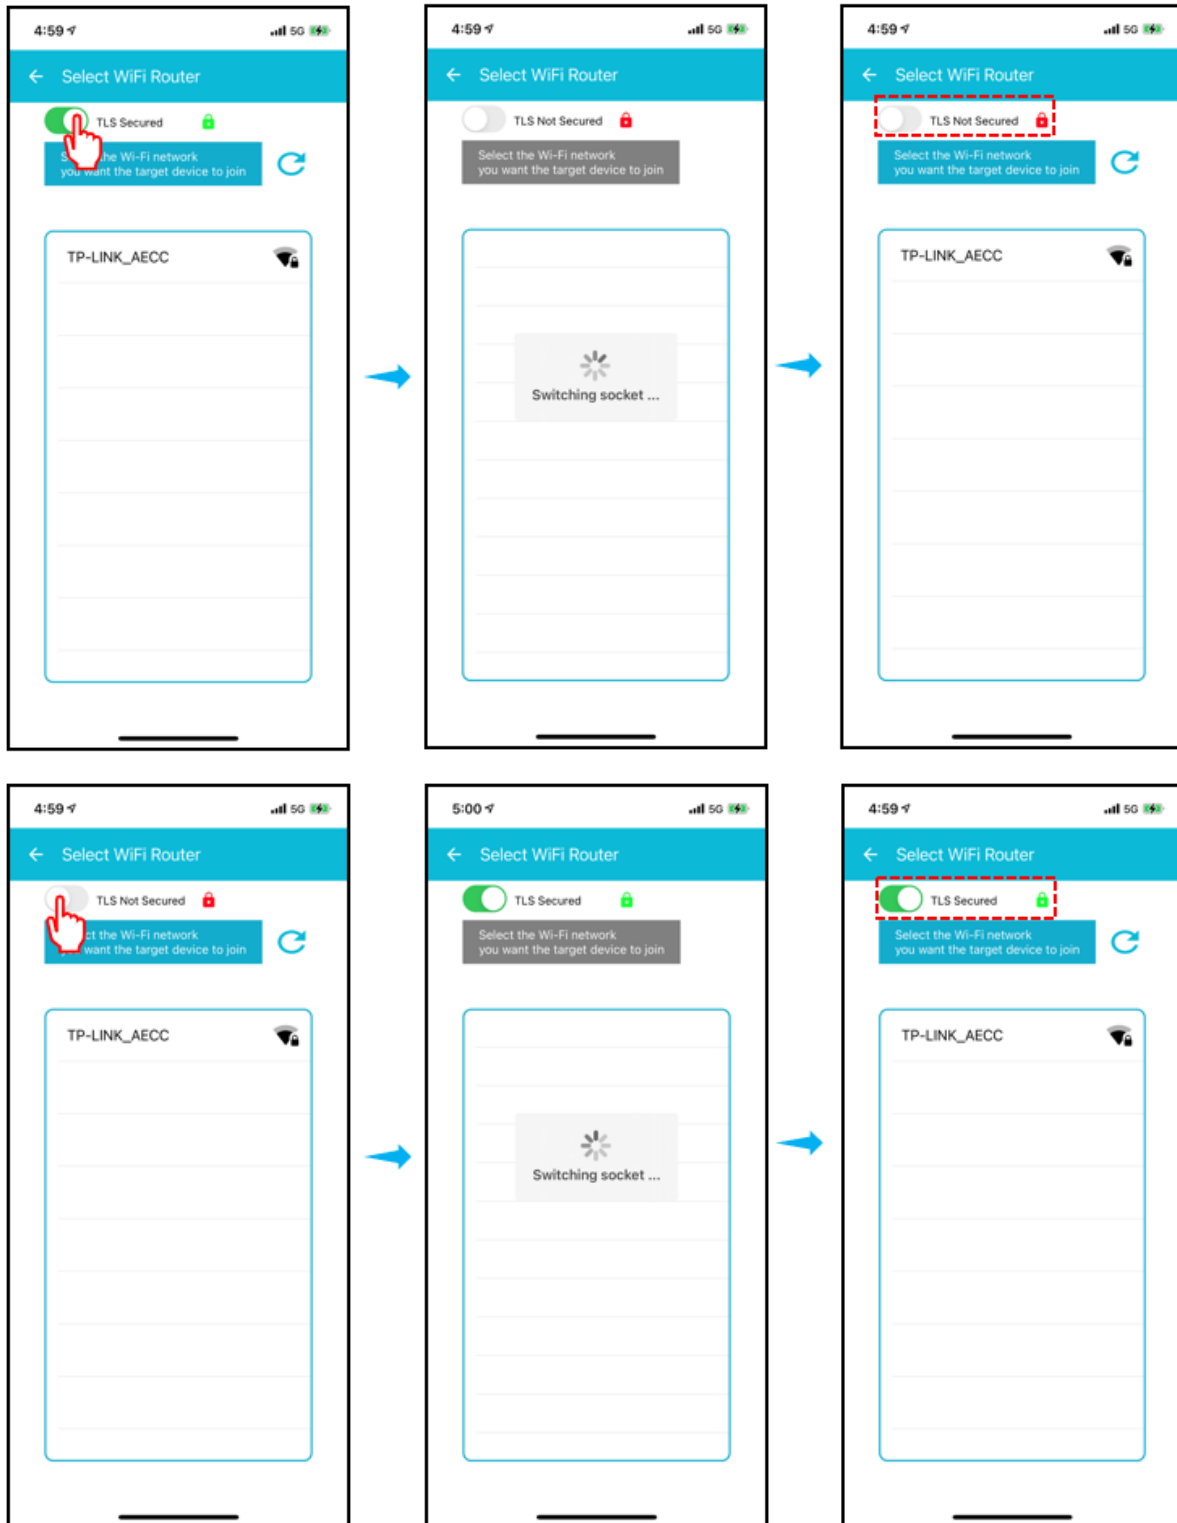 4:59
5G
Select WiFi Router
TLS Secured
the Wi-Fi network
you want the target device to join
TP-LINK_AECC
4:59
5G
Select WiFi Router
TLS Not Secured
Select the Wi-Fi network
you want the target device to join
Switching socket ...
4:59
5G
Select WiFi Router
TLS Not Secured
Select the Wi-Fi network
you want the target device to join
TP-LINK_AECC
4:59
5G
Select WiFi Router
TLS Not Secured
the Wi-Fi network
want the target device to join
TP-LINK_AECC
5:00
5G
Select WiFi Router
TLS Secured
Select the Wi-Fi network
you want the target device to join
Switching socket ...
4:59
5G
Select WiFi Router
TLS Secured
Select the Wi-Fi network
you want the target device to join
TP-LINK_AECC